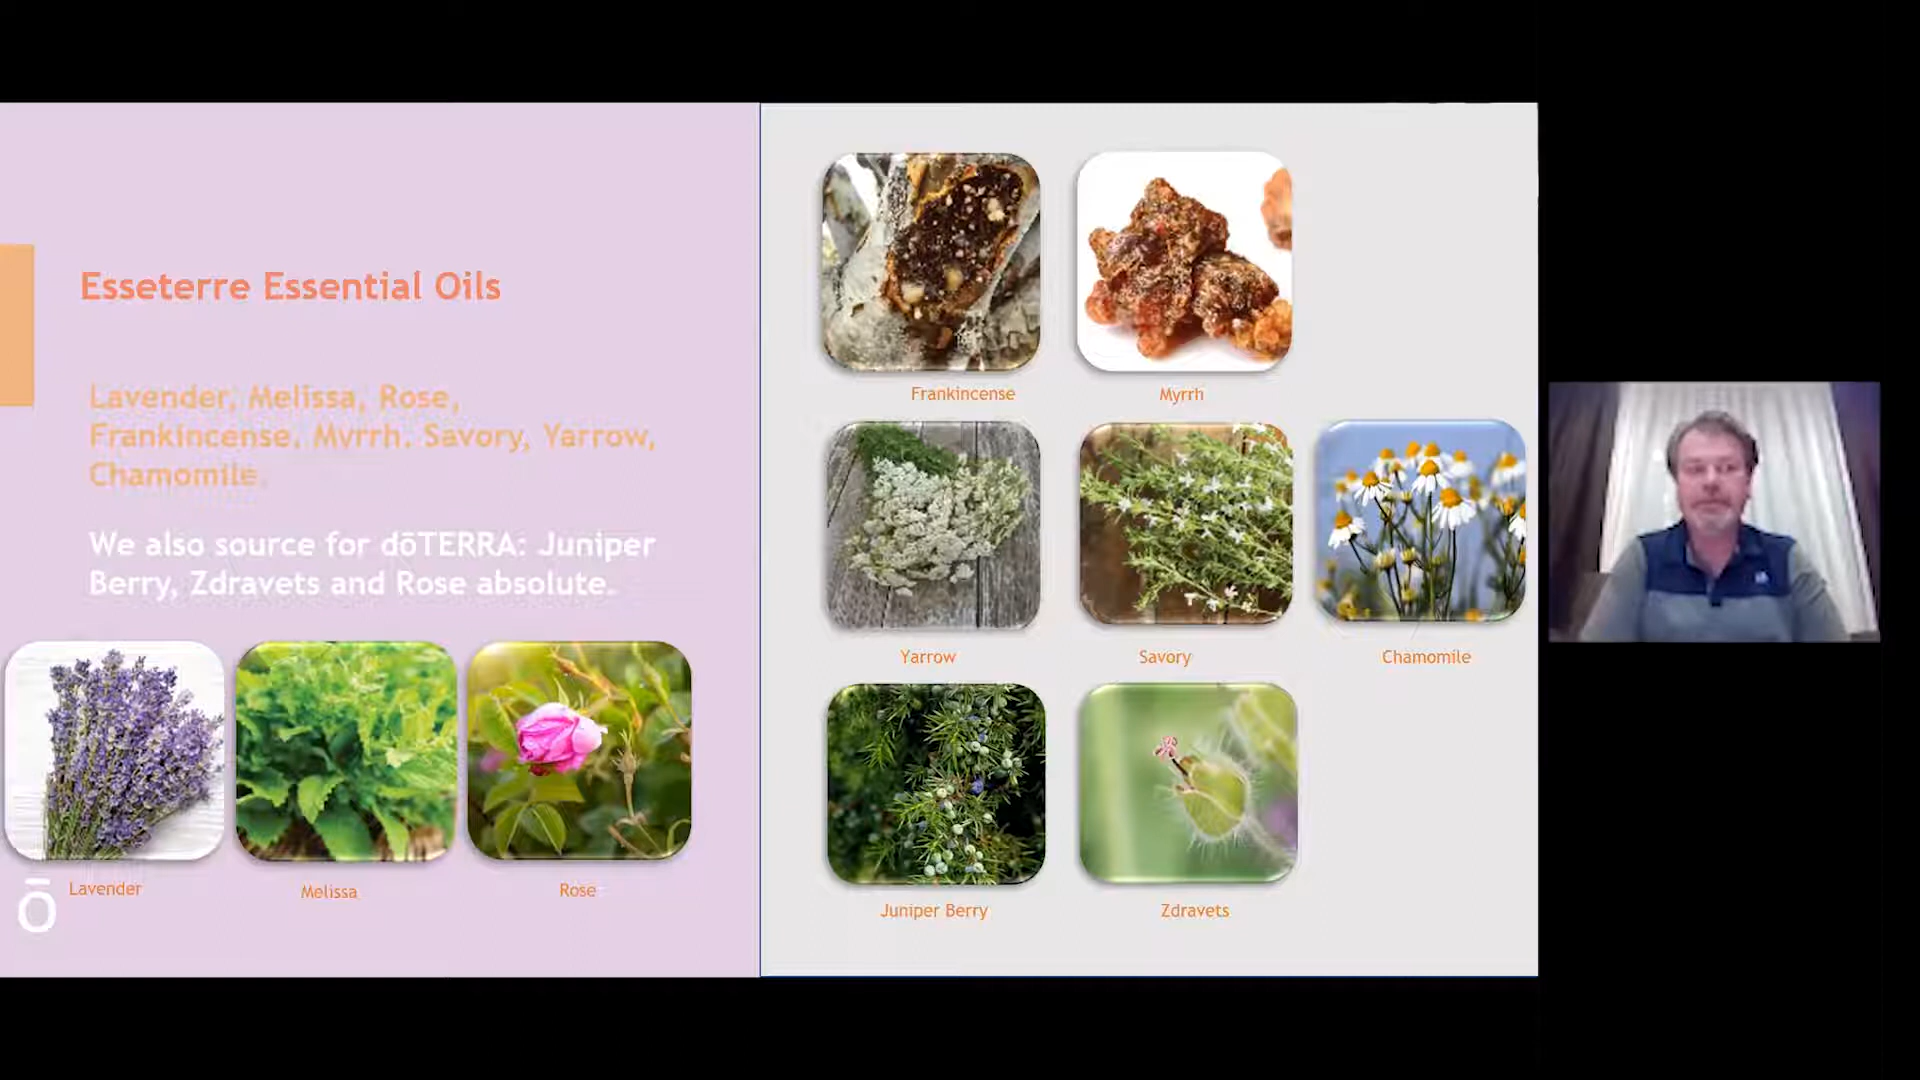 Esseterre Essential Oils
Lavender, Melissa, Rose,
Frankincense, Myrrh, Savory, Yarrow,
Chamomile.
We also source for dōTERRA: Juniper
Berry, Zdravets and Rose absolute.
Lavender
Melissa
Rose
ō
Frankincense
Myrrh
Yarrow
Savory
Chamomile
Juniper Berry
Zdravets